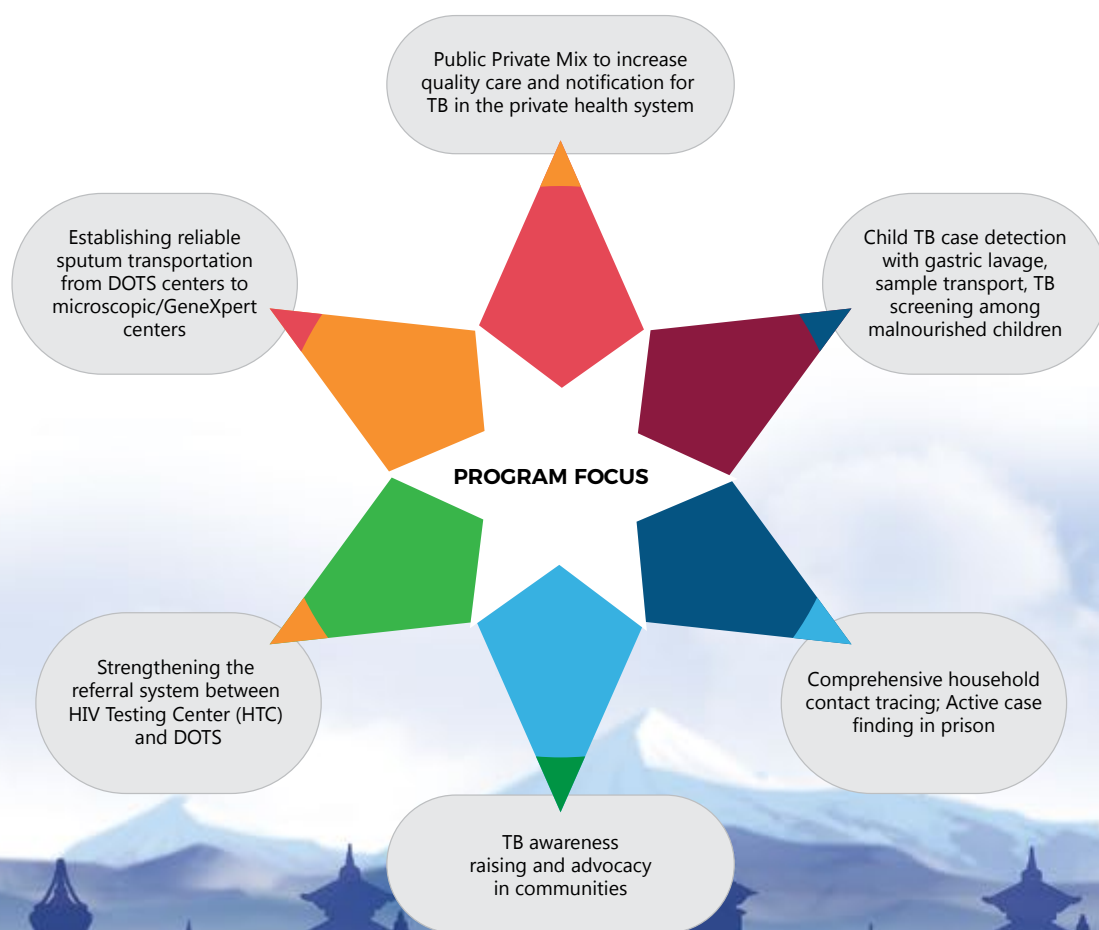 Public Private Mix to increase
quality care and notification for
TB in the private health system
Establishing reliable
sputum transportation
from DOTS centers to
microscopic/GeneXpert
centers
Child TB case detection
with gastric lavage,
sample transport, TB
screening among
malnourished children
PROGRAM FOCUS
Strengthening the
referral system between
HIV Testing Center (HTC)
and DOTS
Comprehensive household
contact tracing; Active case
finding in prison
TB awareness
raising and advocacy
in communities